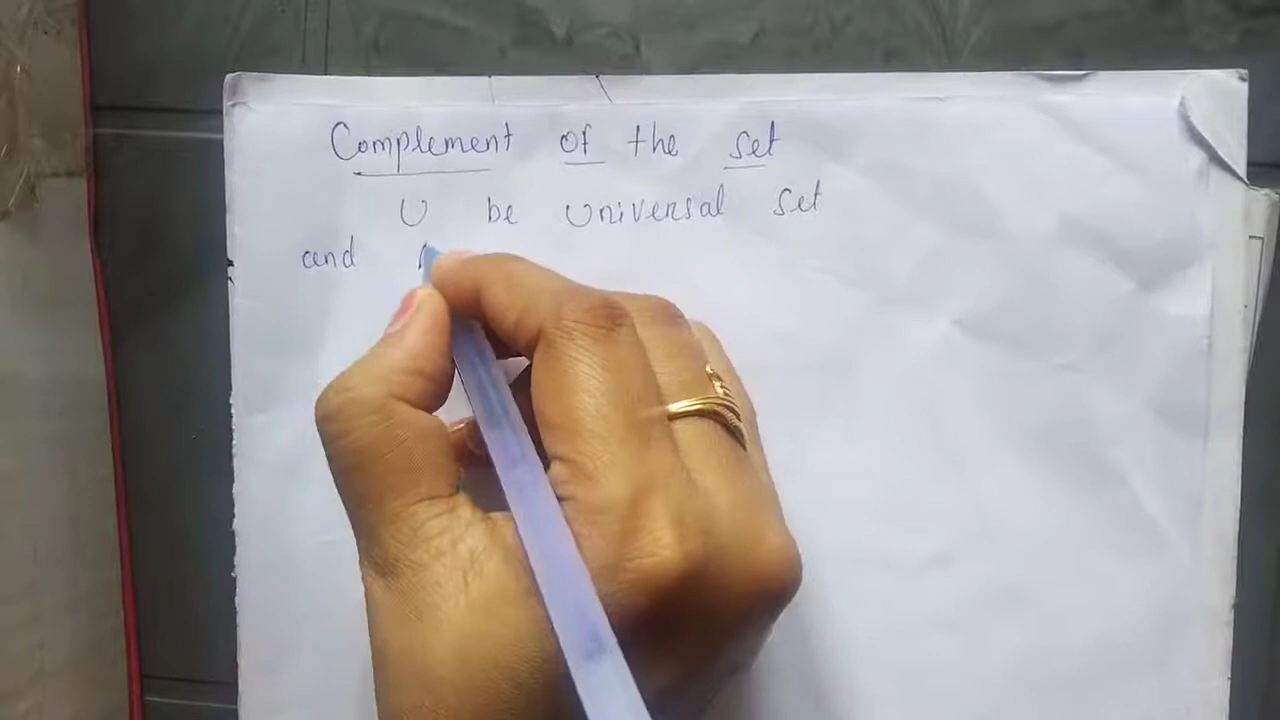 Complement of the set
U be Universal set
and